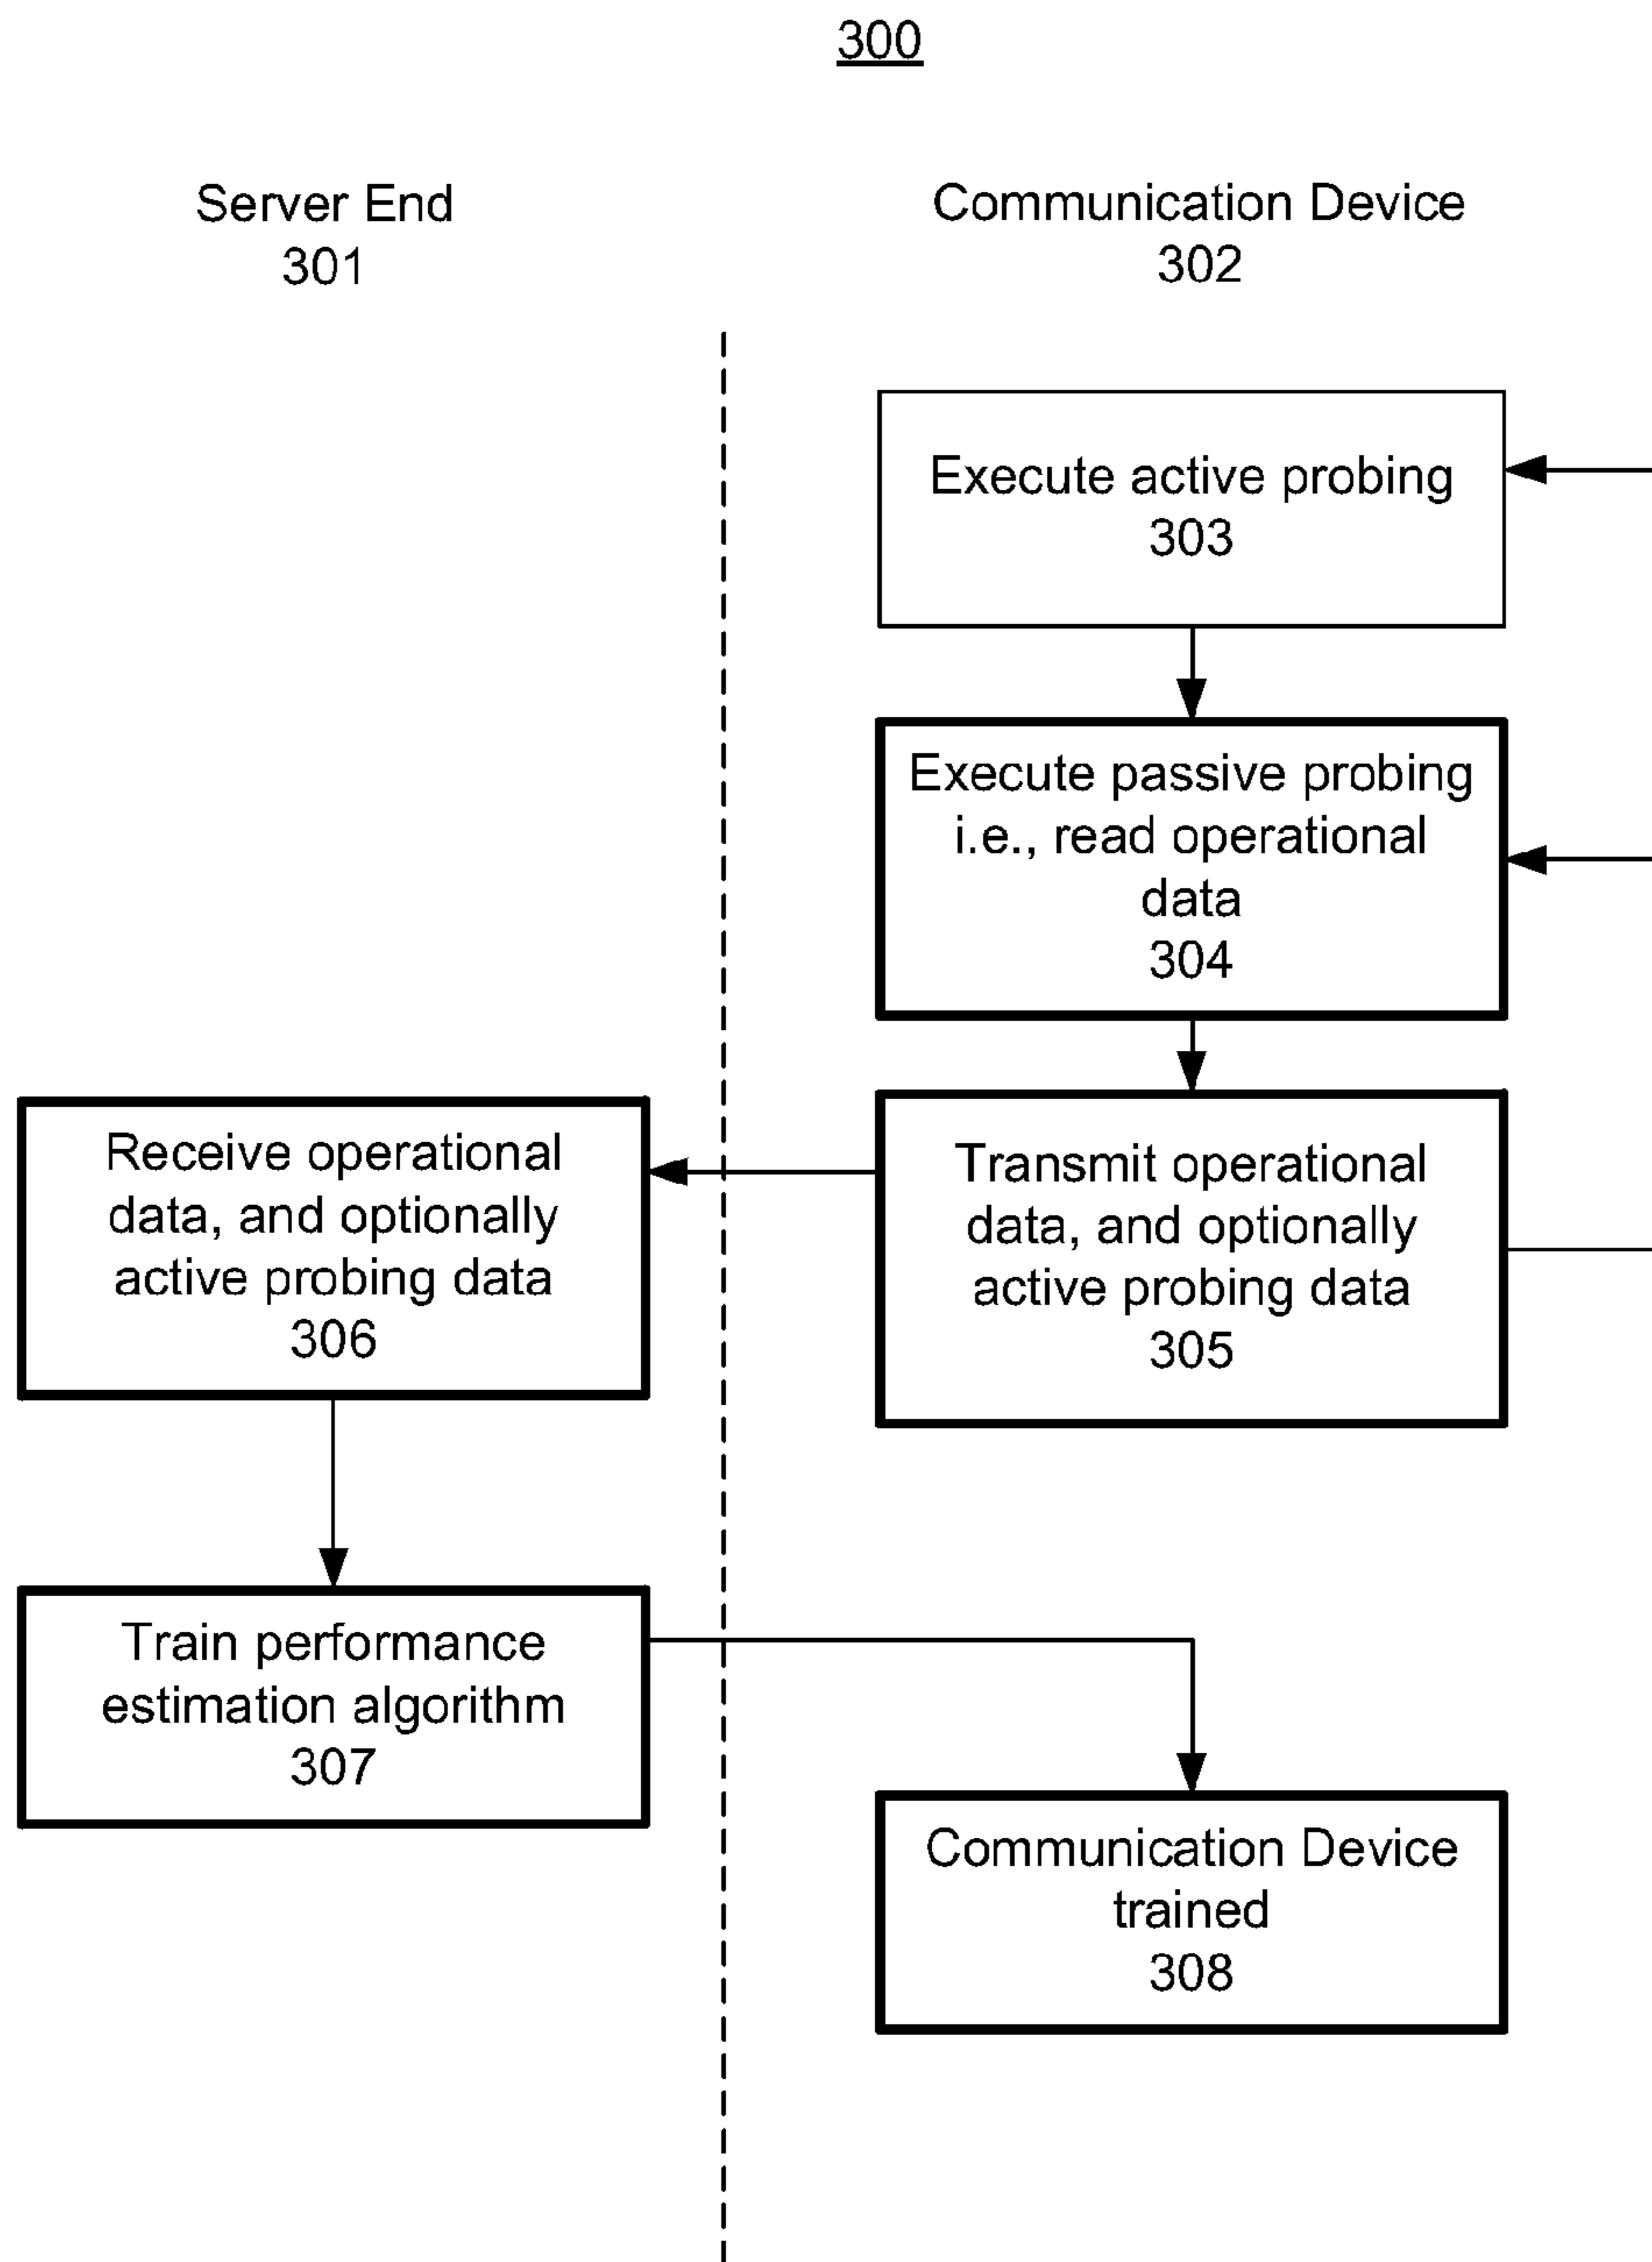 300
Server End
301
Communication Device
302
Execute active probing
303
Execute passive probing
i.e., read operational
data
304
Transmit operational
data, and optionally
active probing data
305
Receive operational
data, and optionally
active probing data
306
Train performance
estimation algorithm
307
Communication Device
trained
308